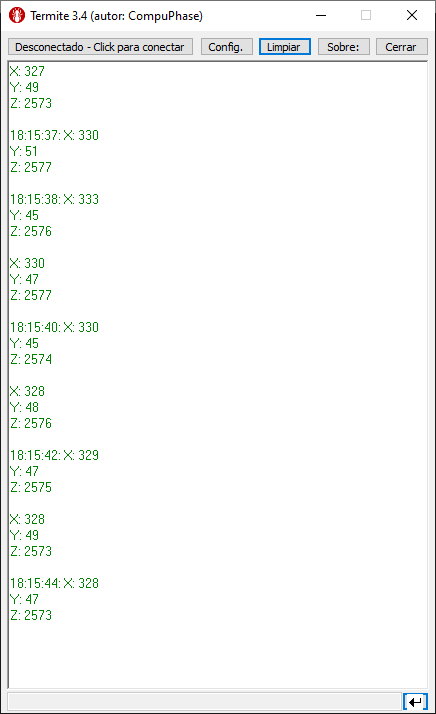 Termite 3.4 (autor: CompuPhase)
Desconectado - Click para conectar Config. Limpiar Sobre: Cerrar
X: 327
Y: 49
Z: 2573
18:15:37: X: 330
Y: 51
Z: 2577
18:15:38: X: 333
Y: 45
Z: 2576
X: 330
Y: 47
Z: 2577
18:15:40: X: 330
Y: 45
Z: 2574
X: 328
Y: 48
Z: 2576
18:15:42: X: 329
Y: 47
Z: 2575
X: 328
Y: 49
Z: 2573
18:15:44: X: 328
Y: 47
Z: 2573